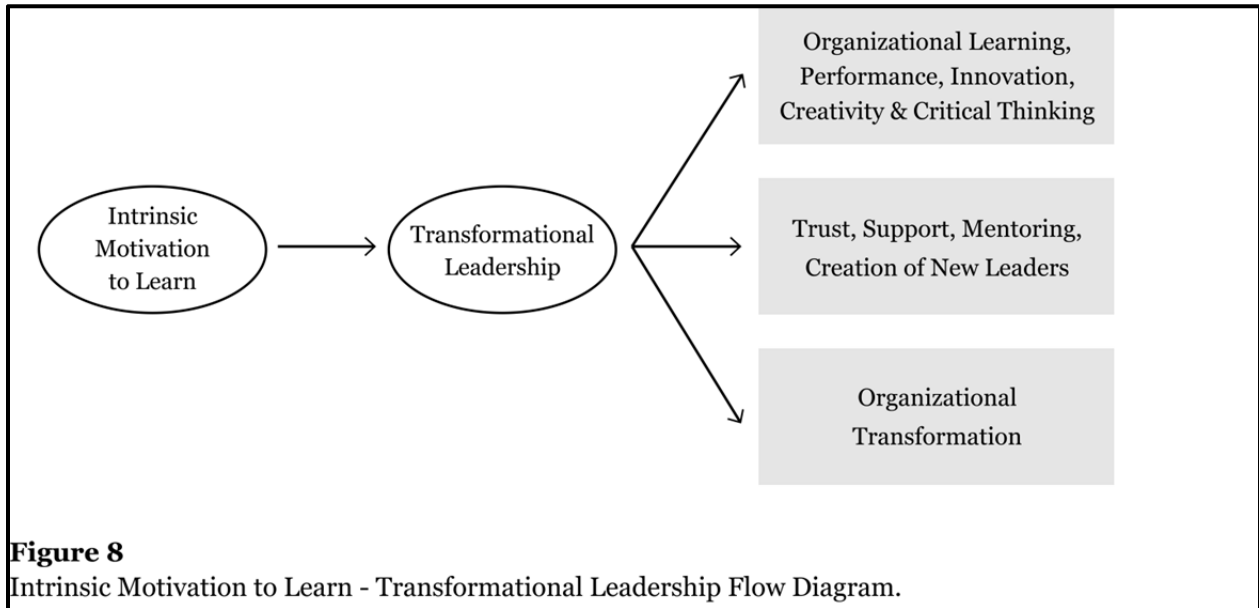 Organizational Learning,
Performance, Innovation,
Creativity & Critical Thinking
Intrinsic
Motivation
to Learn
Transformational
Leadership
Trust, Support, Mentoring,
Creation of New Leaders
Organizational
Transformation
Figure 8
Intrinsic Motivation to Learn - Transformational Leadership Flow Diagram.